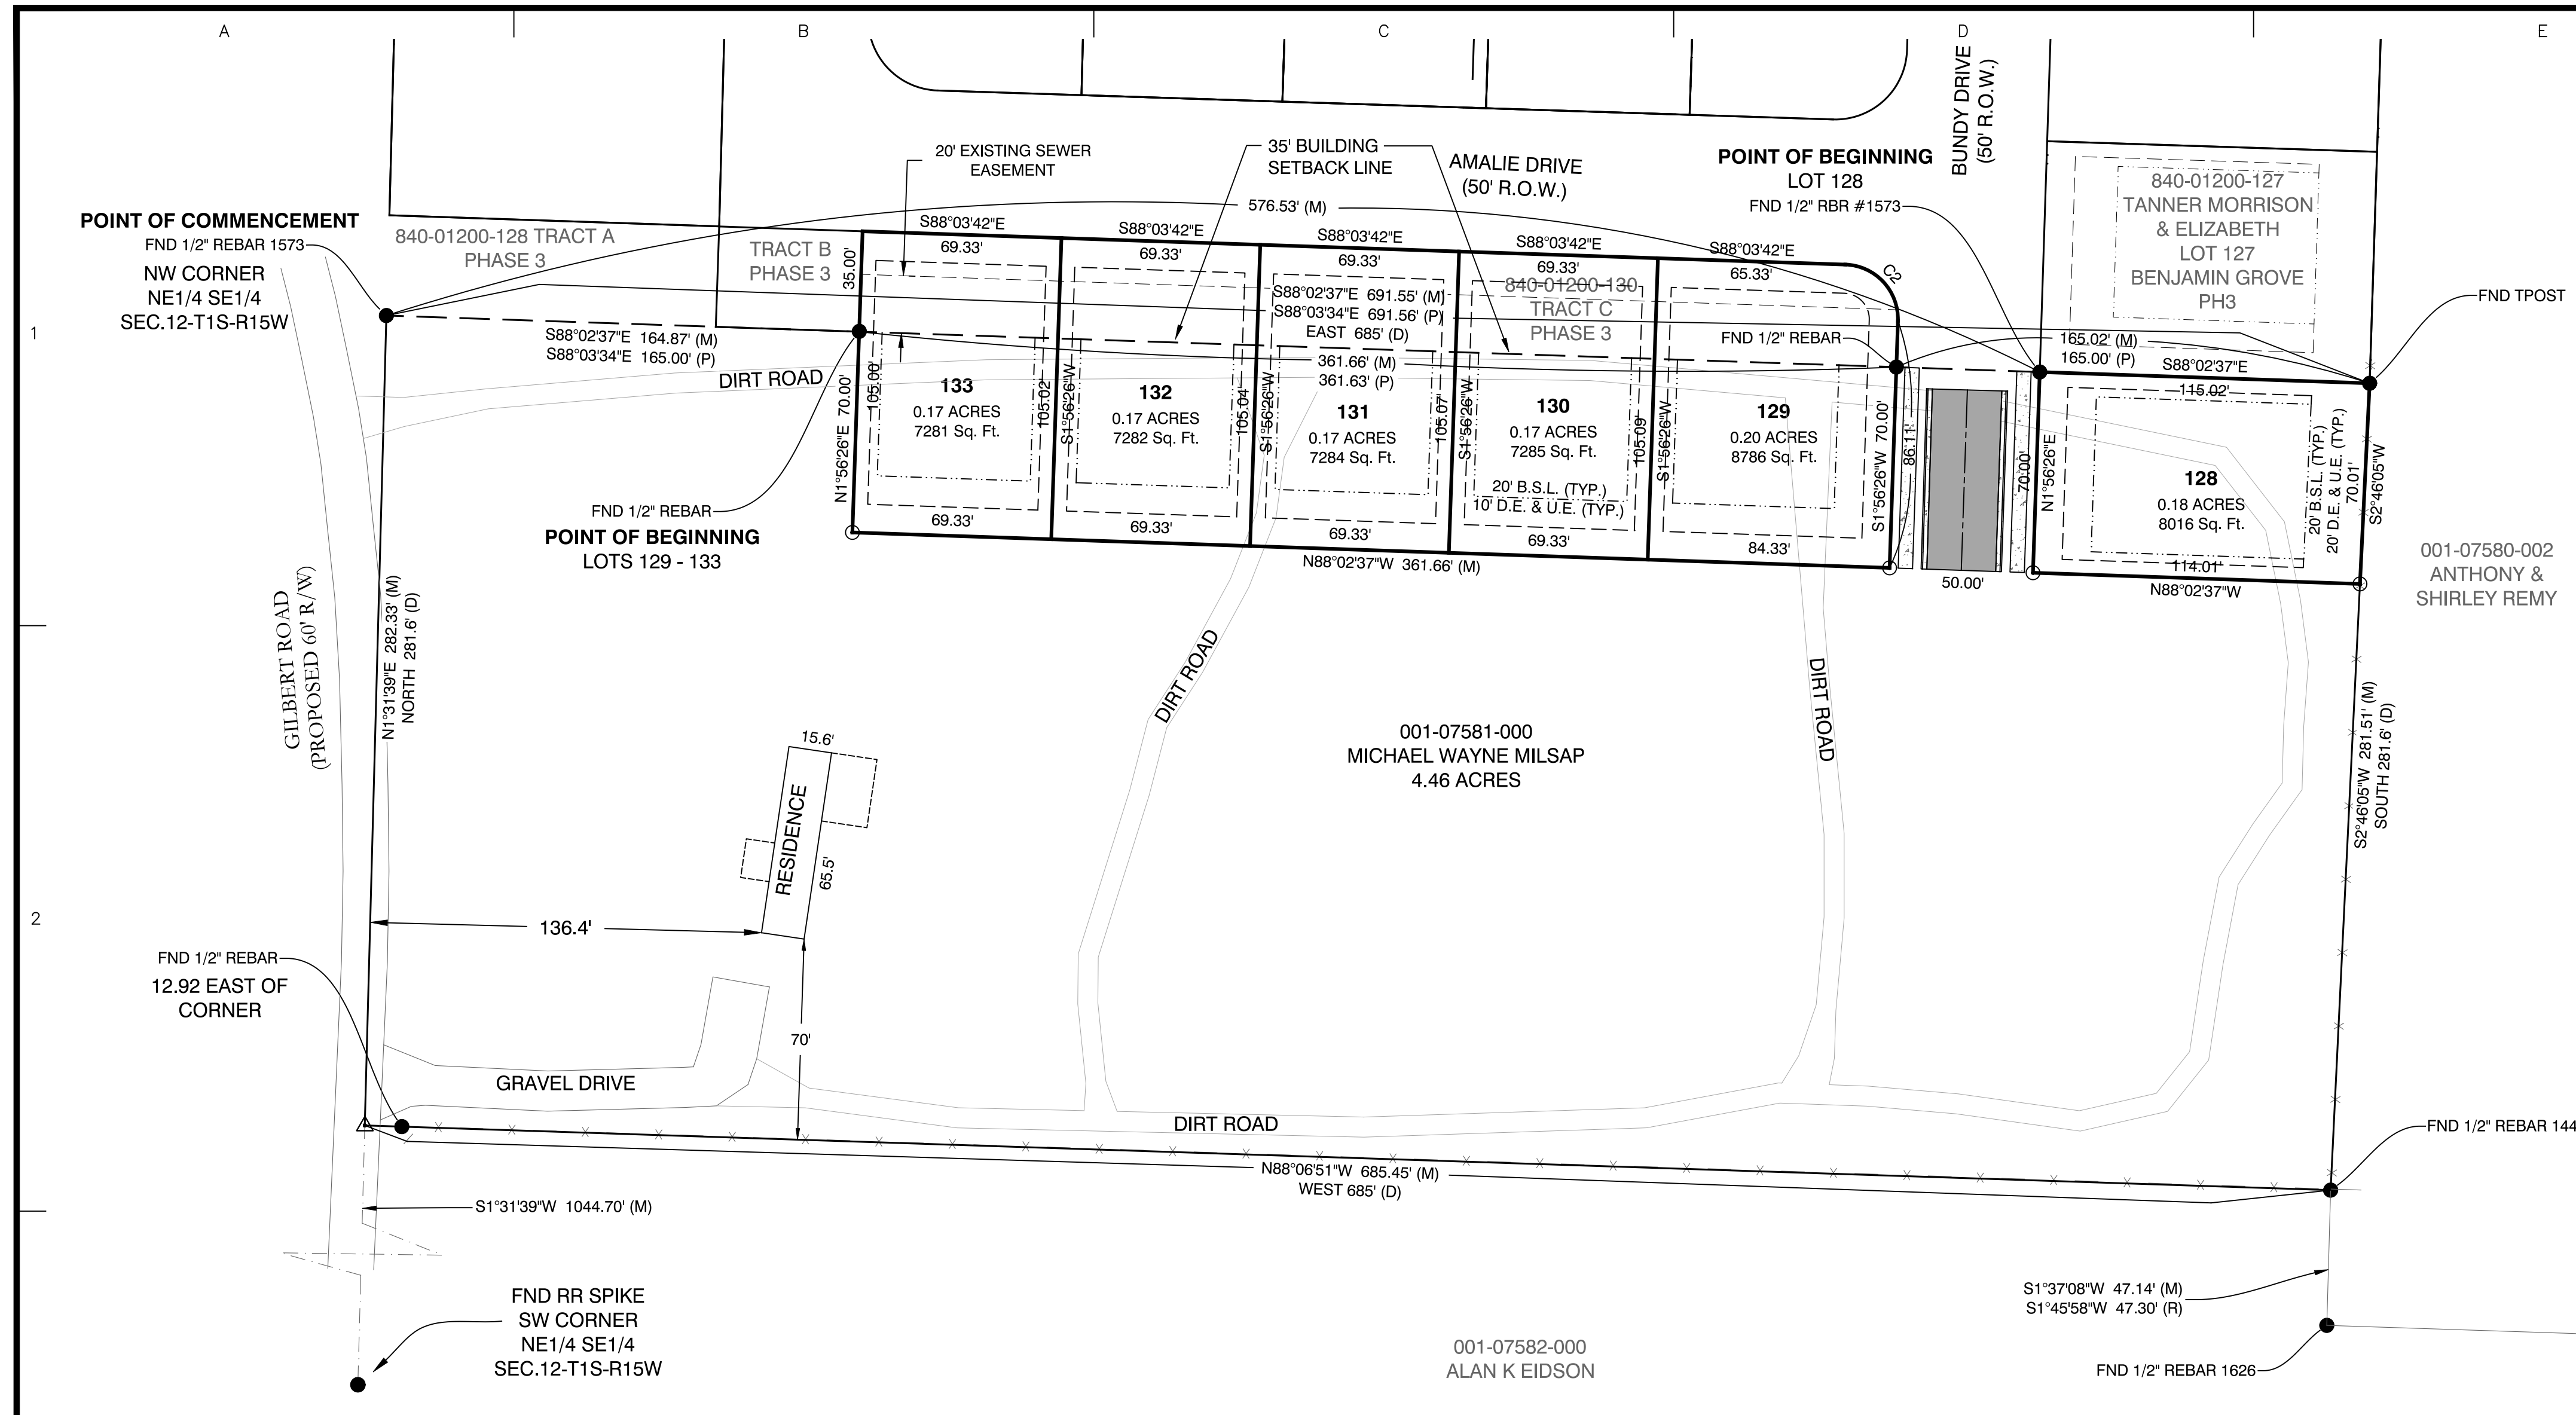 A
B
C
D
E
1
2
BUNDY DRIVE
(50' R.O.W.)
20' EXISTING SEWER
EASEMENT
35' BUILDING
SETBACK LINE
AMALIE DRIVE
(50' R.O.W.)
POINT OF BEGINNING
LOT 128
FND 1/2" RBR #1573
840-01200-127
TANNER MORRISON
& ELIZABETH
LOT 127
BENJAMIN GROVE
PH3
POINT OF COMMENCEMENT
FND 1/2" REBAR 1573
NW CORNER
NE1/4 SE1/4
SEC.12-T1S-R15W
840-01200-128 TRACT A
PHASE 3
TRACT B
PHASE 3
576.53' (M)
35.00'
S88°03'42"E
69.33'
S88°03'42"E
69.33'
S88°03'42"E
69.33'
S88°03'42"E
69.33'
S88°03'42"E
65.33'
C2
840-01200-130
TRACT C
PHASE 3
S88°02'37"E 691.55' (M)
S88°03'34"E 691.56' (P)
EAST 685' (D)
361.66' (M)
361.63' (P)
FND 1/2" REBAR
FND TPOST
165.02' (M)
165.00' (P)
S88°02'37"E
115.02'
S88°02'37"E 164.87' (M)
S88°03'34"E 165.00' (P)
DIRT ROAD
N1°56'26"E 70.00'
105.00'
133
0.17 ACRES
7281 Sq. Ft.
69.33'
105.02'
S1°56'26"W
132
0.17 ACRES
7282 Sq. Ft.
69.33'
105.04'
S1°56'26"W
131
0.17 ACRES
7284 Sq. Ft.
69.33'
105.07'
S1°56'26"W
130
0.17 ACRES
7285 Sq. Ft.
20' B.S.L. (TYP.)
10' D.E. & U.E. (TYP.)
69.33'
105.09'
S1°56'26"W
129
0.20 ACRES
8786 Sq. Ft.
84.33'
S1°56'26"W 70.00'
86.11'
50.00'
70.00'
N1°56'26"E
128
0.18 ACRES
8016 Sq. Ft.
20' B.S.L. (TYP.)
20' D.E. & U.E. (TYP.)
70.01'
S2°46'05"W
114.01'
N88°02'37"W
N88°02'37"W 361.66' (M)
FND 1/2" REBAR
POINT OF BEGINNING
LOTS 129 - 133
001-07580-002
ANTHONY &
SHIRLEY REMY
GILBERT ROAD
(PROPOSED 60' R/W)
N1°31'39"E 282.33' (M)
NORTH 281.6' (D)
DIRT ROAD
DIRT ROAD
001-07581-000
MICHAEL WAYNE MILSAP
4.46 ACRES
S2°46'05"W 281.51' (M)
SOUTH 281.6' (D)
15.6'
RESIDENCE
65.5'
136.4'
FND 1/2" REBAR
12.92 EAST OF
CORNER
70'
GRAVEL DRIVE
DIRT ROAD
FND 1/2" REBAR 144
N88°06'51"W 685.45' (M)
WEST 685' (D)
S1°31'39"W 1044.70' (M)
FND RR SPIKE
SW CORNER
NE1/4 SE1/4
SEC.12-T1S-R15W
S1°37'08"W 47.14' (M)
S1°45'58"W 47.30' (R)
001-07582-000
ALAN K EIDSON
FND 1/2" REBAR 1626